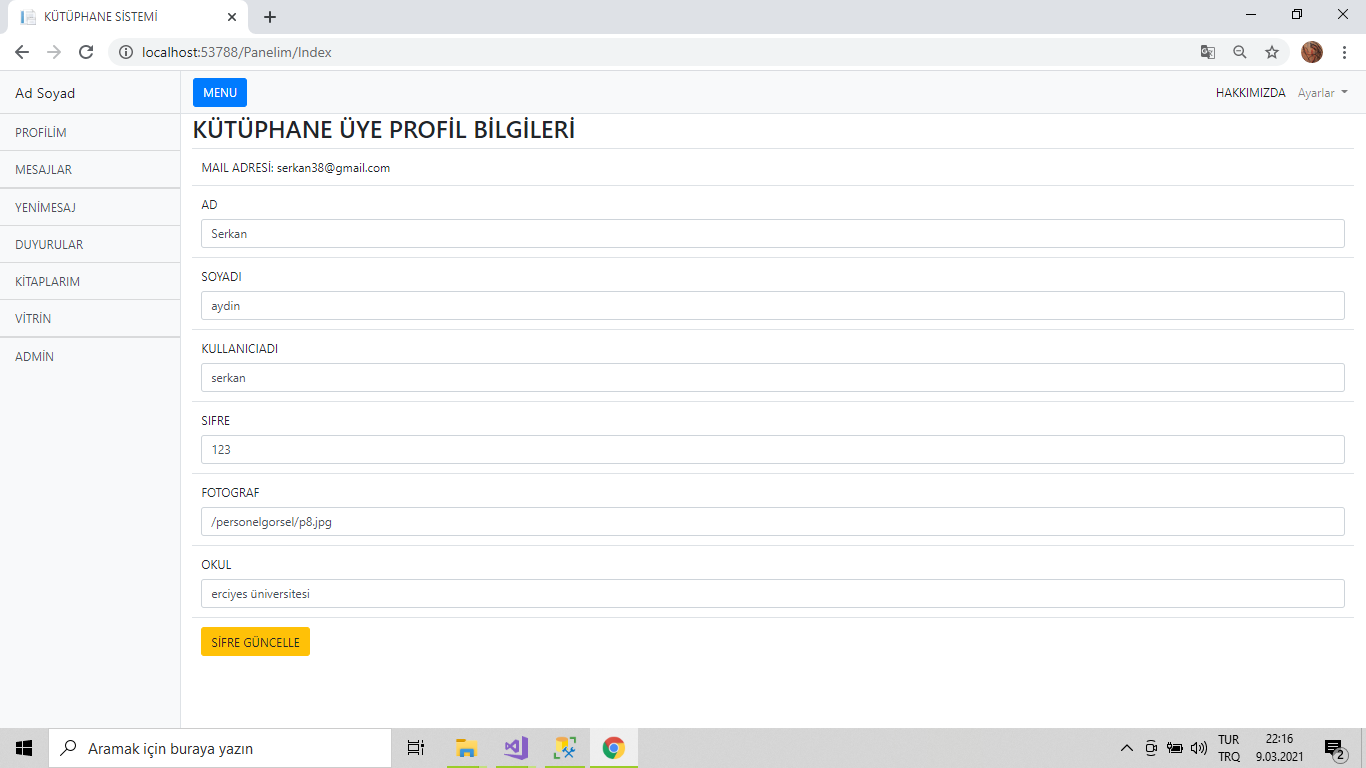 KÜTÜPHANE SİSTEMİ
localhost:53788/Panelim/Index
Ad Soyad
MENU
HAKKIMIZDA Ayarlar
PROFİLİM
MESAJLAR
YENİMESAJ
DUYURULAR
KİTAPLARIM
VİTRİN
ADMİN
KÜTÜPHANE ÜYE PROFİL BİLGİLERİ
MAIL ADRESİ: serkan38@gmail.com
AD
Serkan
SOYADI
aydin
KULLANICIADI
serkan
SIFRE
123
FOTOGRAF
/personelgorsel/p8.jpg
OKUL
erciyes üniversitesi
SİFRE GÜNCELLE
Aramak için buraya yazın
TUR
TRQ
22:16
9.03.2021
2